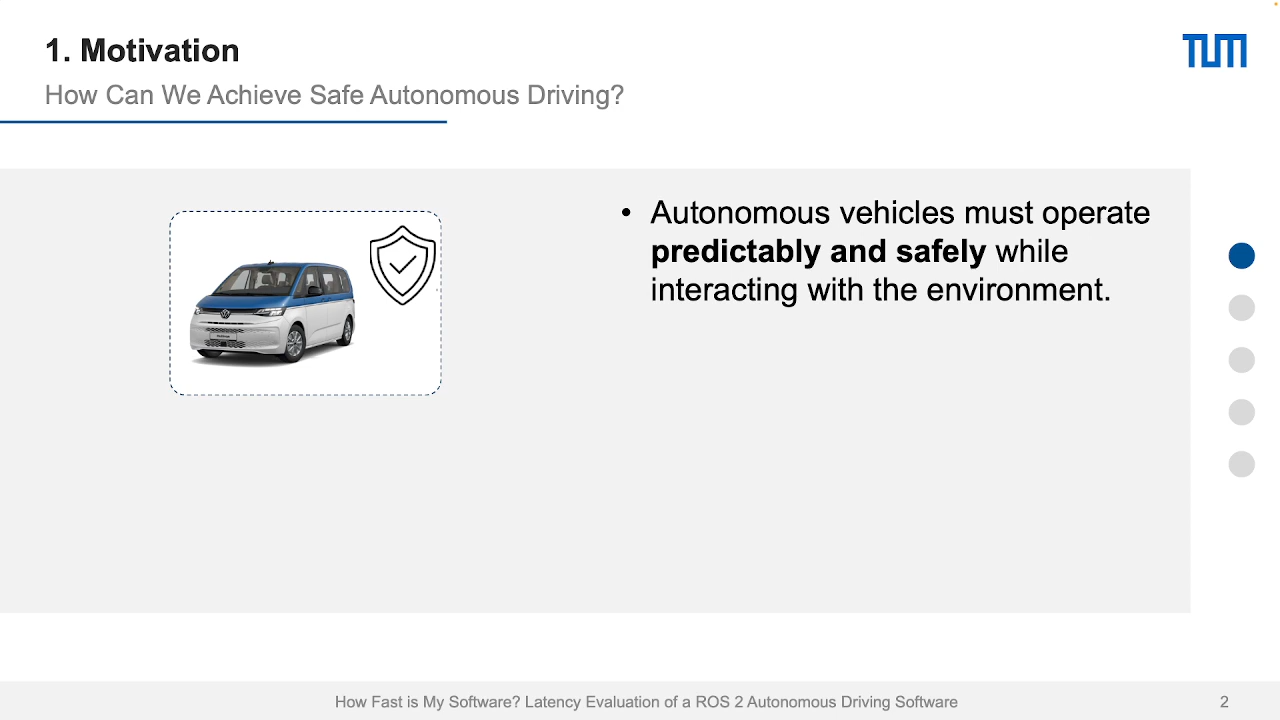 1. Motivation
TUM
How Can We Achieve Safe Autonomous Driving?
• Autonomous vehicles must operate
predictably and safely while
interacting with the environment.
How Fast is My Software? Latency Evaluation of a ROS 2 Autonomous Driving Software
2